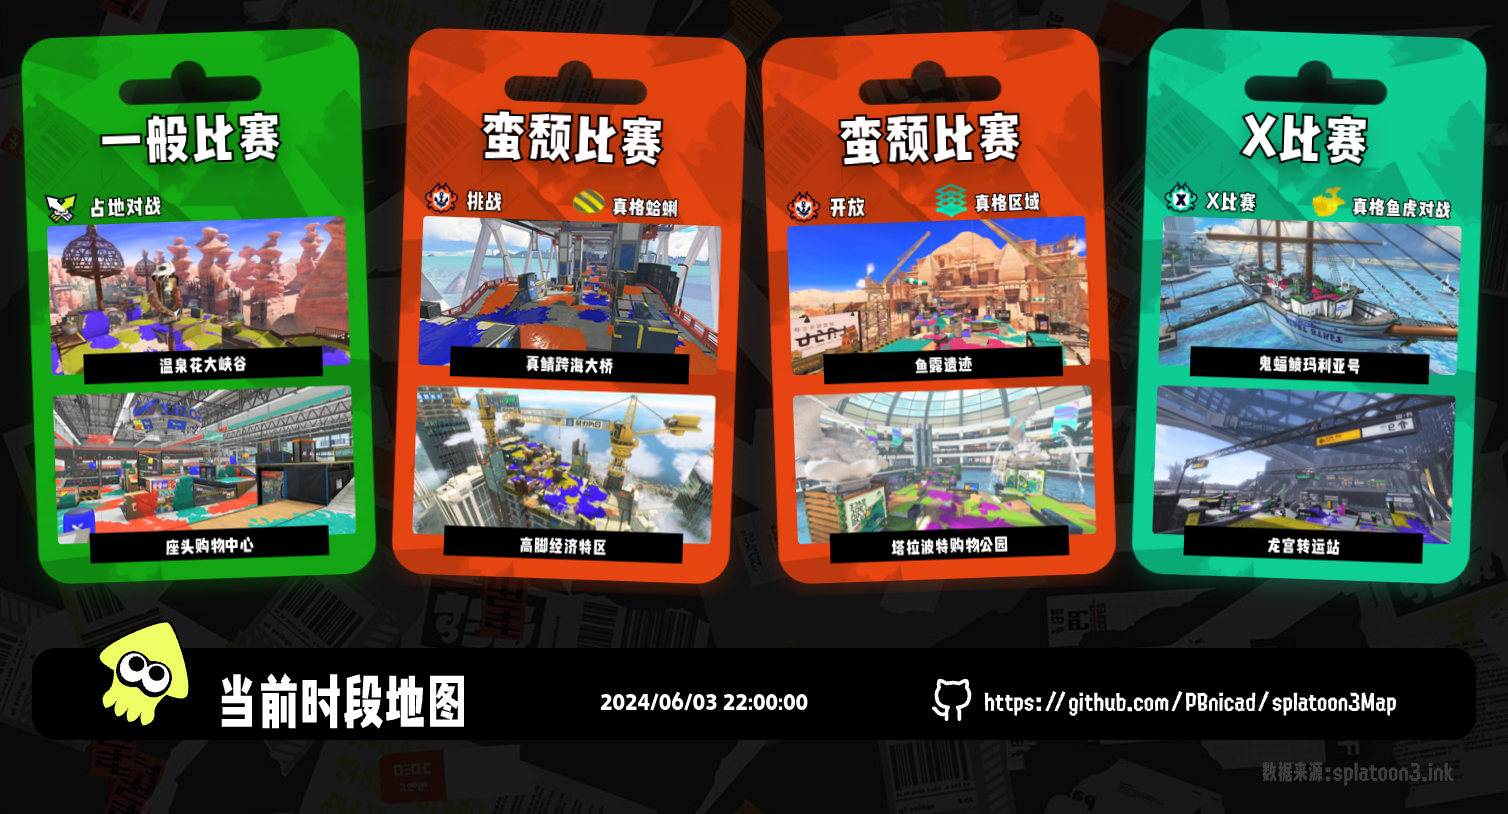 一般比赛
占地对战
温泉花大峡谷
座头购物中心
蛮颓比赛
挑战
真格蛤蜊
真鲭跨海大桥
高脚经济特区
蛮颓比赛
开放
真格区域
鱼露遗迹
塔拉波特购物公园
X比赛
X比赛
真格鱼虎对战
鬼蝠鲼玛利亚号
龙宫转运站
当前时段地图
2024/06/03 22:00:00
https://github.com/PBnicad/splatoon3Map
数据来源:splatoon3.ink